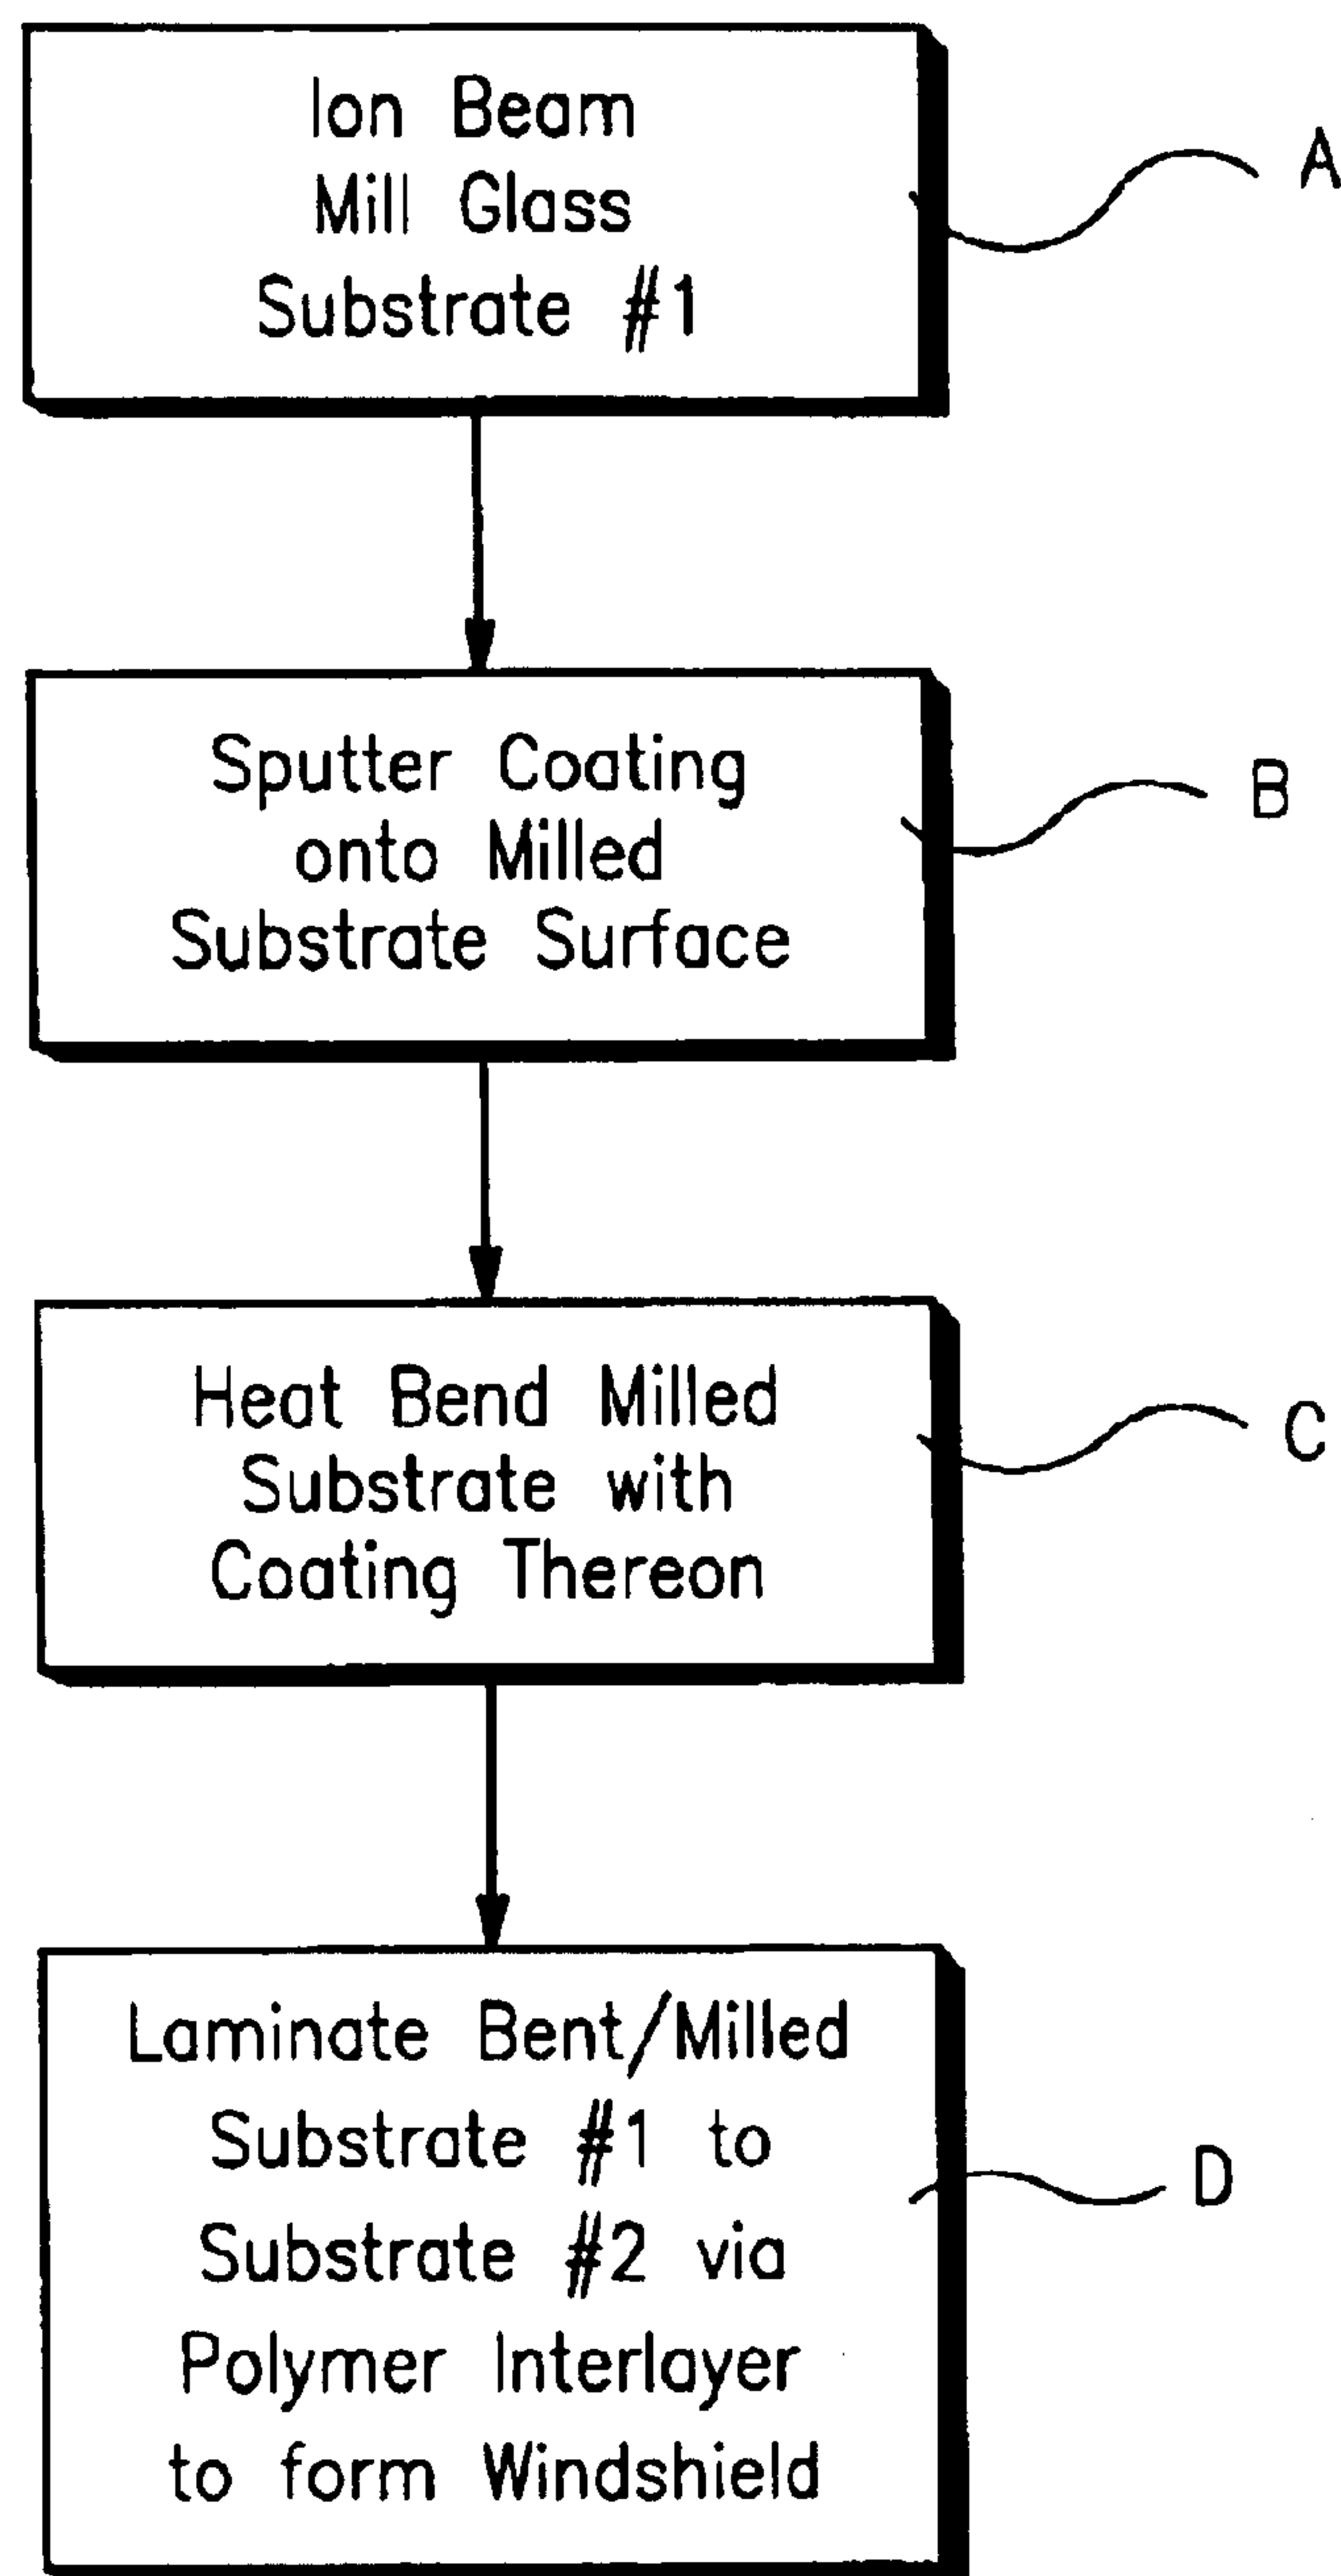 Ion Beam
Mill Glass
Substrate #1
A
Sputter Coating
onto Milled
Substrate Surface
B
Heat Bend Milled
Substrate with
Coating Thereon
C
Laminate Bent/Milled
Substrate #1 to
Substrate #2 via
Polymer Interlayer
to form Windshield
D